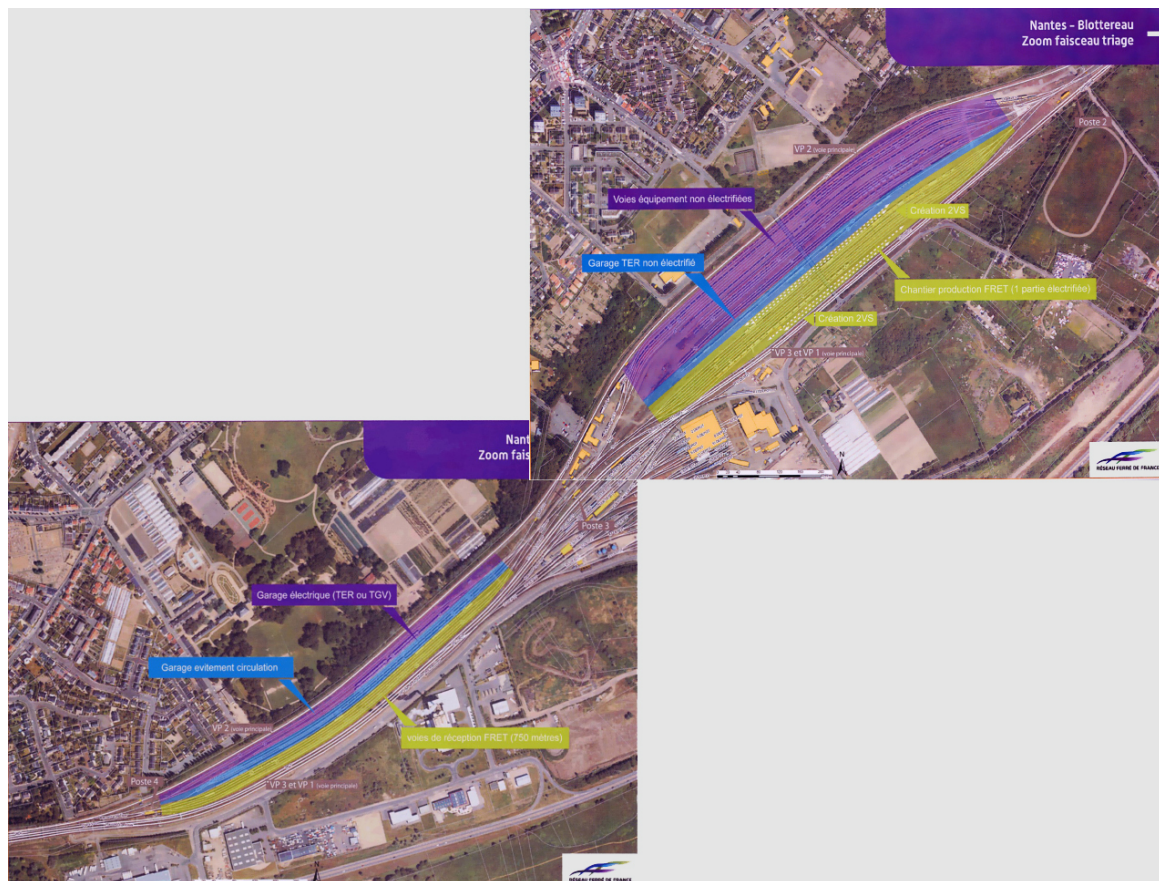 Nantes - Blottereau
Zoom faisceau triage
Poste 2
VP 2 (voie principale)
Voies équipement non électrifiées
Création 2VS
Garage TER non électrifié
Chantier production FRET (1 partie électrifiée)
Création 2VS
VP 3 et VP 1 (voie principale)
N
RÉSEAU FERRÉ DE FRANCE
Nant
Zoom fais
Poste 3
Garage électrique (TER ou TGV)
Garage evitement circulation
VP 2 (voie principale)
voies de réception FRET (750 mètres)
Poste 4
VP 3 et VP 1 (voie principale)
N
RÉSEAU FERRÉ DE FRANCE